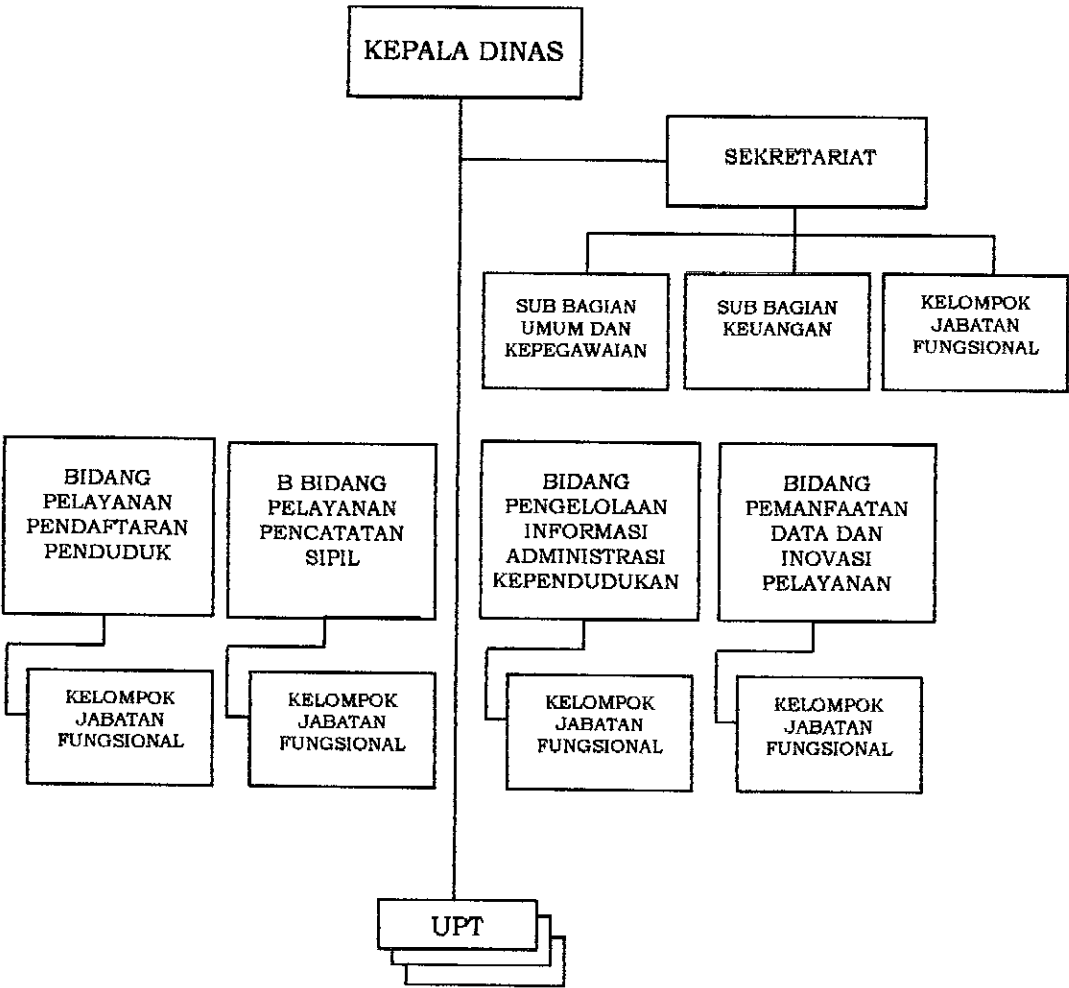 KEPALA DINAS
SEKRETARIAT
SUB BAGIAN
UMUM DAN
KEPEGAWAIAN
SUB BAGIAN
KEUANGAN
KELOMPOK
JABATAN
FUNGSIONAL
BIDANG
PELAYANAN
PENDAFTARAN
PENDUDUK
B BIDANG
PELAYANAN
PENCATATAN
SIPIL
BIDANG
PENGELOLAAN
INFORMASI
ADMINISTRASI
KEPENDUDUKAN
BIDANG
PEMANFAATAN
DATA DAN
INOVASI
PELAYANAN
KELOMPOK
JABATAN
FUNGSIONAL
KELOMPOK
JABATAN
FUNGSIONAL
KELOMPOK
JABATAN
FUNGSIONAL
KELOMPOK
JABATAN
FUNGSIONAL
UPT